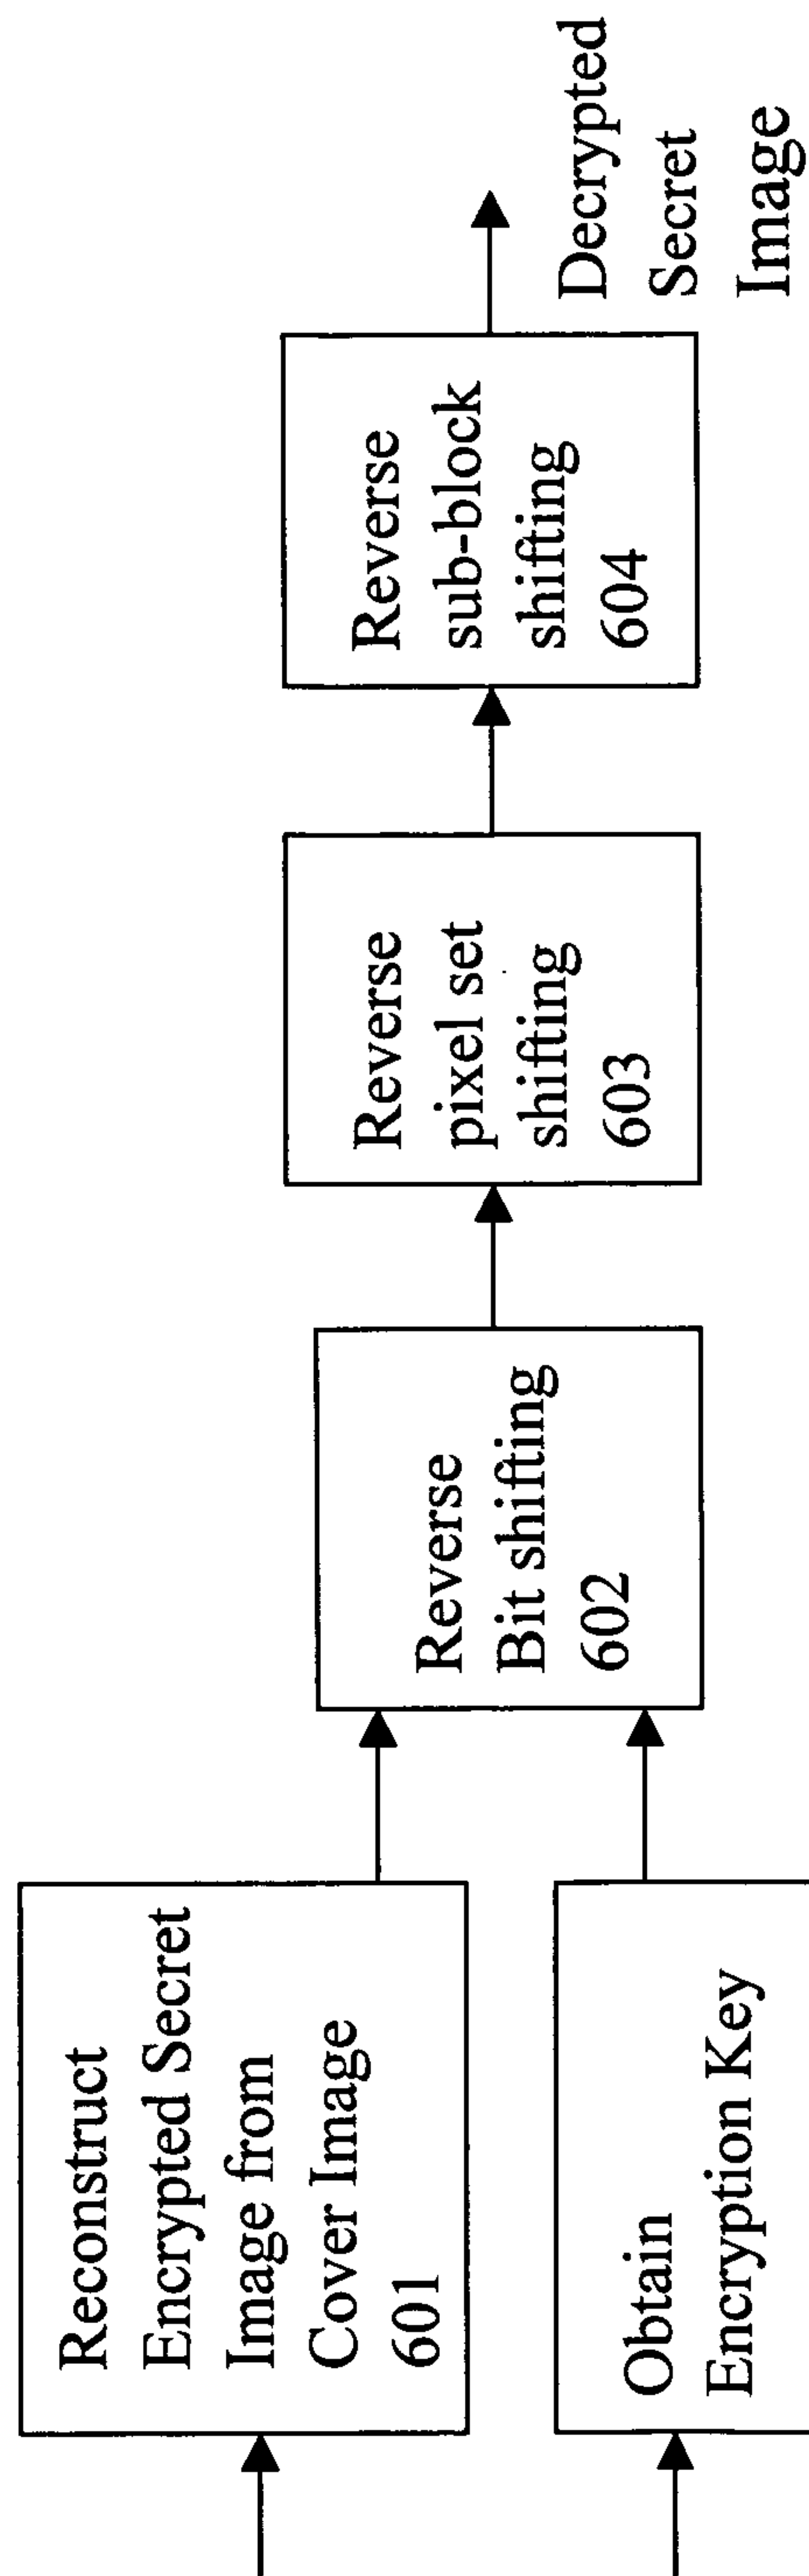 Reconstruct
Encrypted Secret
Image from
Cover Image
601
Obtain
Encryption Key
Reverse
Bit shifting
602
Reverse
pixel set
shifting
603
Reverse
sub-block
shifting
604
Decrypted
Secret
Image